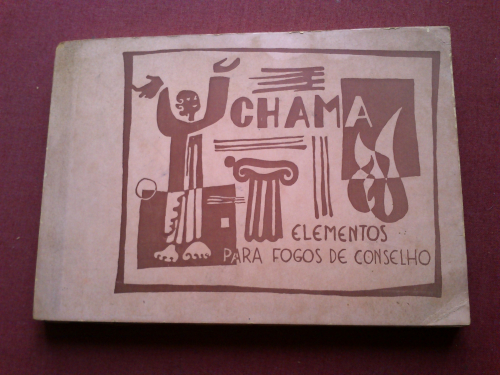 CHAMA
ELEMENTOS
PARA FOGOS DE CONSELHO